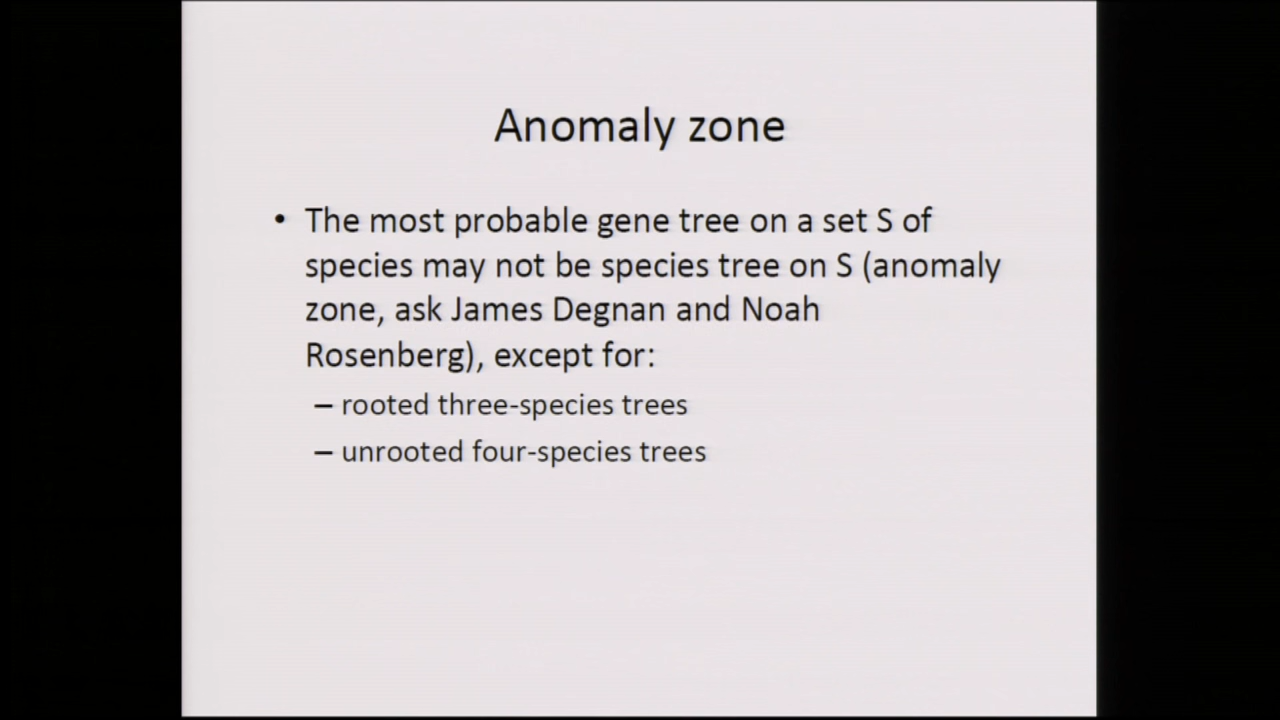 Anomaly zone
• The most probable gene tree on a set S of
species may not be species tree on S (anomaly
zone, ask James Degnan and Noah
Rosenberg), except for:
– rooted three-species trees
– unrooted four-species trees